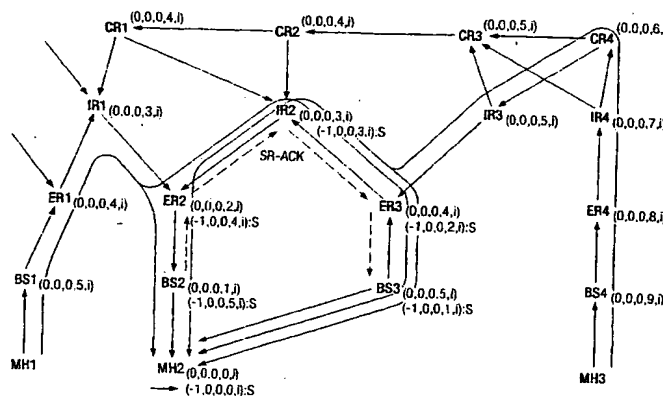 CR1 (0,0,0,4,i)
CR2 (0,0,0,4,i)
CR3 (0,0,0,5,i)
CR4 (0,0,0,6,
IR1 (0,0,0,3,i)
IR2 (0,0,0,3,i)
(-1,0,0,3,i):S
IR3 (0,0,0,5,i)
IR4 (0,0,0,7,i)
SR-ACK
ER1 (0,0,0,4,i)
ER2 (0,(i,0,2,i)
(-1,0,0,4,i):S
ER3 (0,0,0,4,i)
(-1,0,0,2,i):S
ER4 (0,0,0,8,i)
BS1 (0,0,0,5,i)
BS2 (0,0,0,1,i)
(-1,0,0,5,i):S
BS3 (0,0,0,5,i)
(-1,0,0,1,i):S
BS4 (0,0,0,9,i)
MH1
MH2 (0,0,0,0,i)
(-1,0,0,0,i):S
MH3